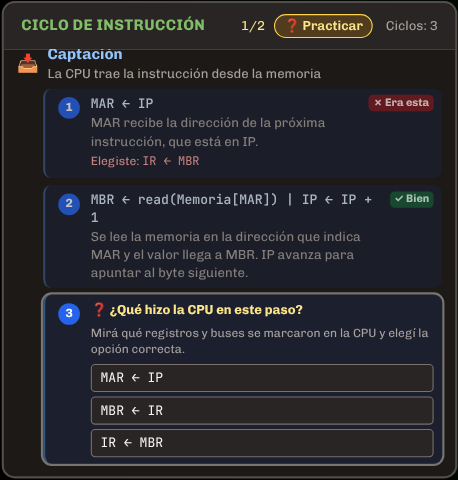 CICLO DE INSTRUCCIÓN
1/2
❓ Practicar
Ciclos: 3
Captación
La CPU trae la instrucción desde la memoria
1
MAR ← IP
× Era esta
MAR recibe la dirección de la próxima
instrucción, que está en IP.
Elegiste: IR ← MBR
2
MBR ← read(Memoria[MAR]) | IP ← IP +
1
✓ Bien
Se lee la memoria en la dirección que indica
MAR y el valor llega a MBR. IP avanza para
apuntar al byte siguiente.
3
❓ ¿Qué hizo la CPU en este paso?
Mirá qué registros y buses se marcaron en la CPU y elegí la
opción correcta.
MAR ← IP
MBR ← IR
IR ← MBR